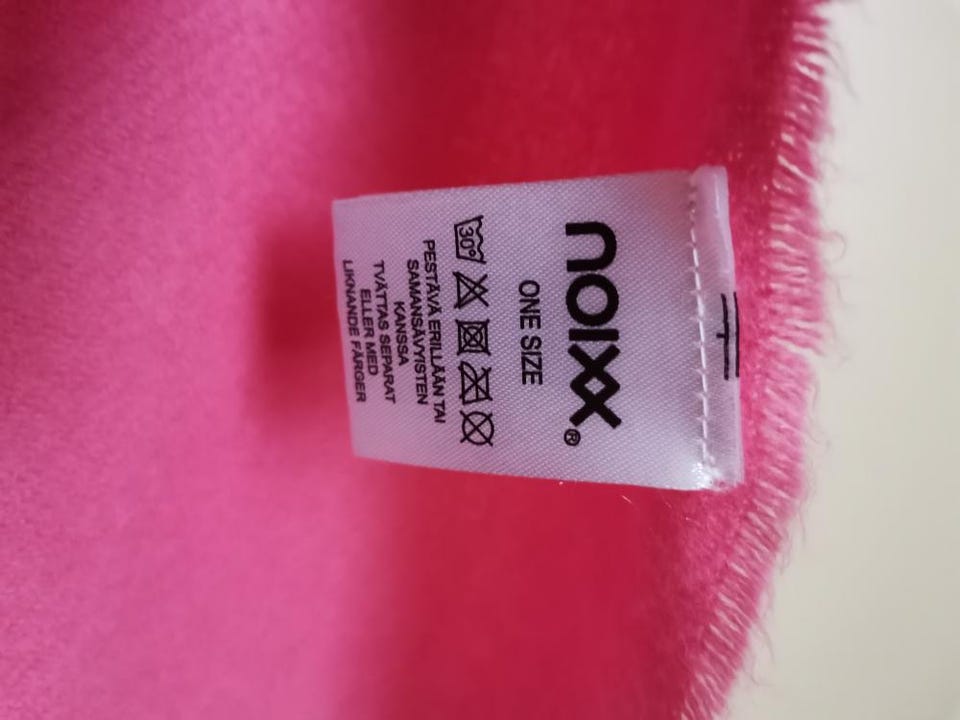 noixx®
ONE SIZE
30°
PESTÄVÄ ERILLÄÄN TAI
SAMANSÄVYISTEN
KANSSA
TVÄTTAS SEPARAT
ELLER MED
LIKNANDE FÄRGER